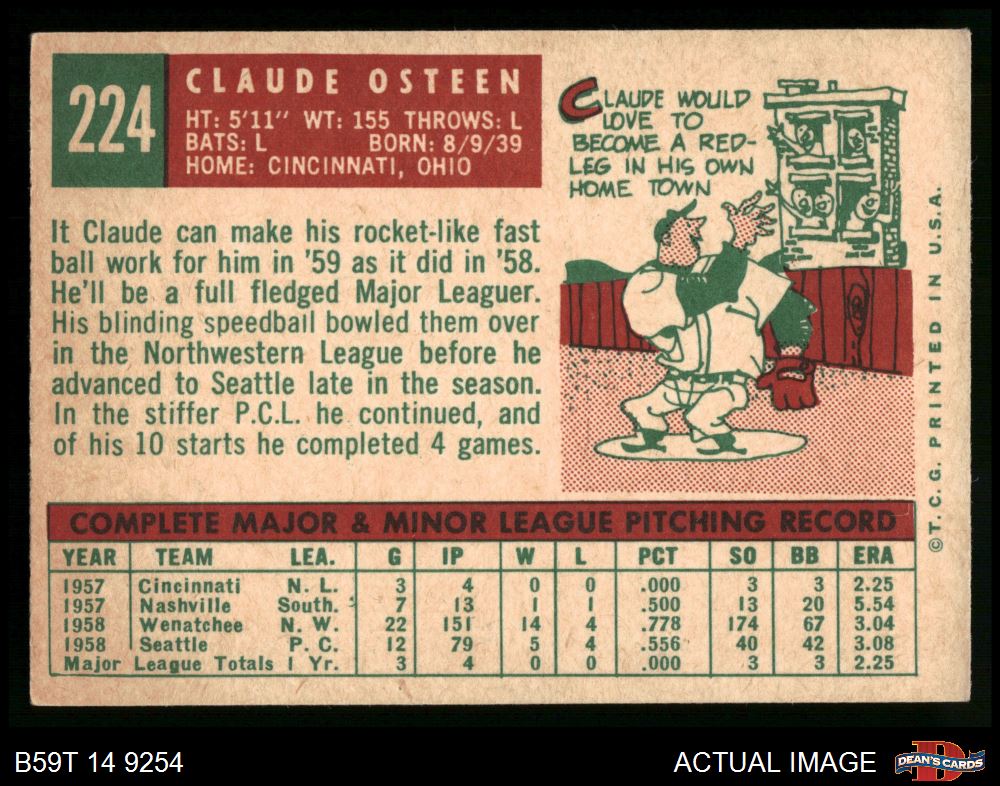 224
CLAUDE OSTEEN
HT: 5'11" WT: 155 THROWS: L
BATS: L BORN: 8/9/39
HOME: CINCINNATI, OHIO
CLAUDE WOULD
LOVE TO
BECOME A RED-
LEG IN HIS OWN
HOME TOWN
It Claude can make his rocket-like fast
ball work for him in '59 as it did in '58.
He'll be a full fledged Major Leaguer.
His blinding speedball bowled them over
in the Northwestern League before he
advanced to Seattle late in the season.
In the stiffer P.C.L. he continued, and
of his 10 starts he completed 4 games.
©T.C.G. PRINTED IN U.S.A.
COMPLETE MAJOR & MINOR LEAGUE PITCHING RECORD
YEAR TEAM LEA. G IP W L PCT SO BB ERA
1957 Cincinnati N. L. 3 4 0 0 .000 3 3 2.25
1957 Nashville South. 7 13 1 1 .500 13 20 5.54
1958 Wenatchee N. W. 22 151 14 4 .778 174 67 3.04
1958 Seattle P. C. 12 79 5 4 .556 40 42 3.08
Major League Totals 1 Yr. 3 4 0 0 .000 3 3 2.25
B59T 14 9254
ACTUAL IMAGE
D
DEAN'S CARDS